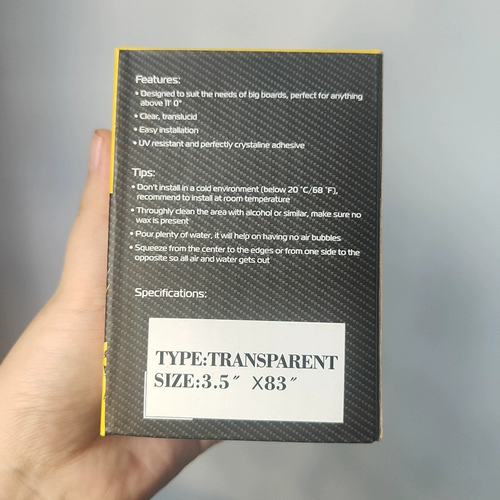 Features:
• Designed to suit the needs of big boards, perfect for anything
above 11' 0"
• Clear, translucid
• Easy installation
• UV resistant and perfectly crystaline adhesive
Tips:
• Don't install in a cold environment (below 20 °C/68 °F),
recommend to install at room temperature
• Throughly clean the area with alcohol or similar, make sure no
wax is present
• Pour plenty of water, it will help on having no air bubbles
• Squeeze from the center to the edges or from one side to the
opposite so all air and water gets out
Specifications:
TYPE:TRANSPARENT
SIZE:3.5″ X83″